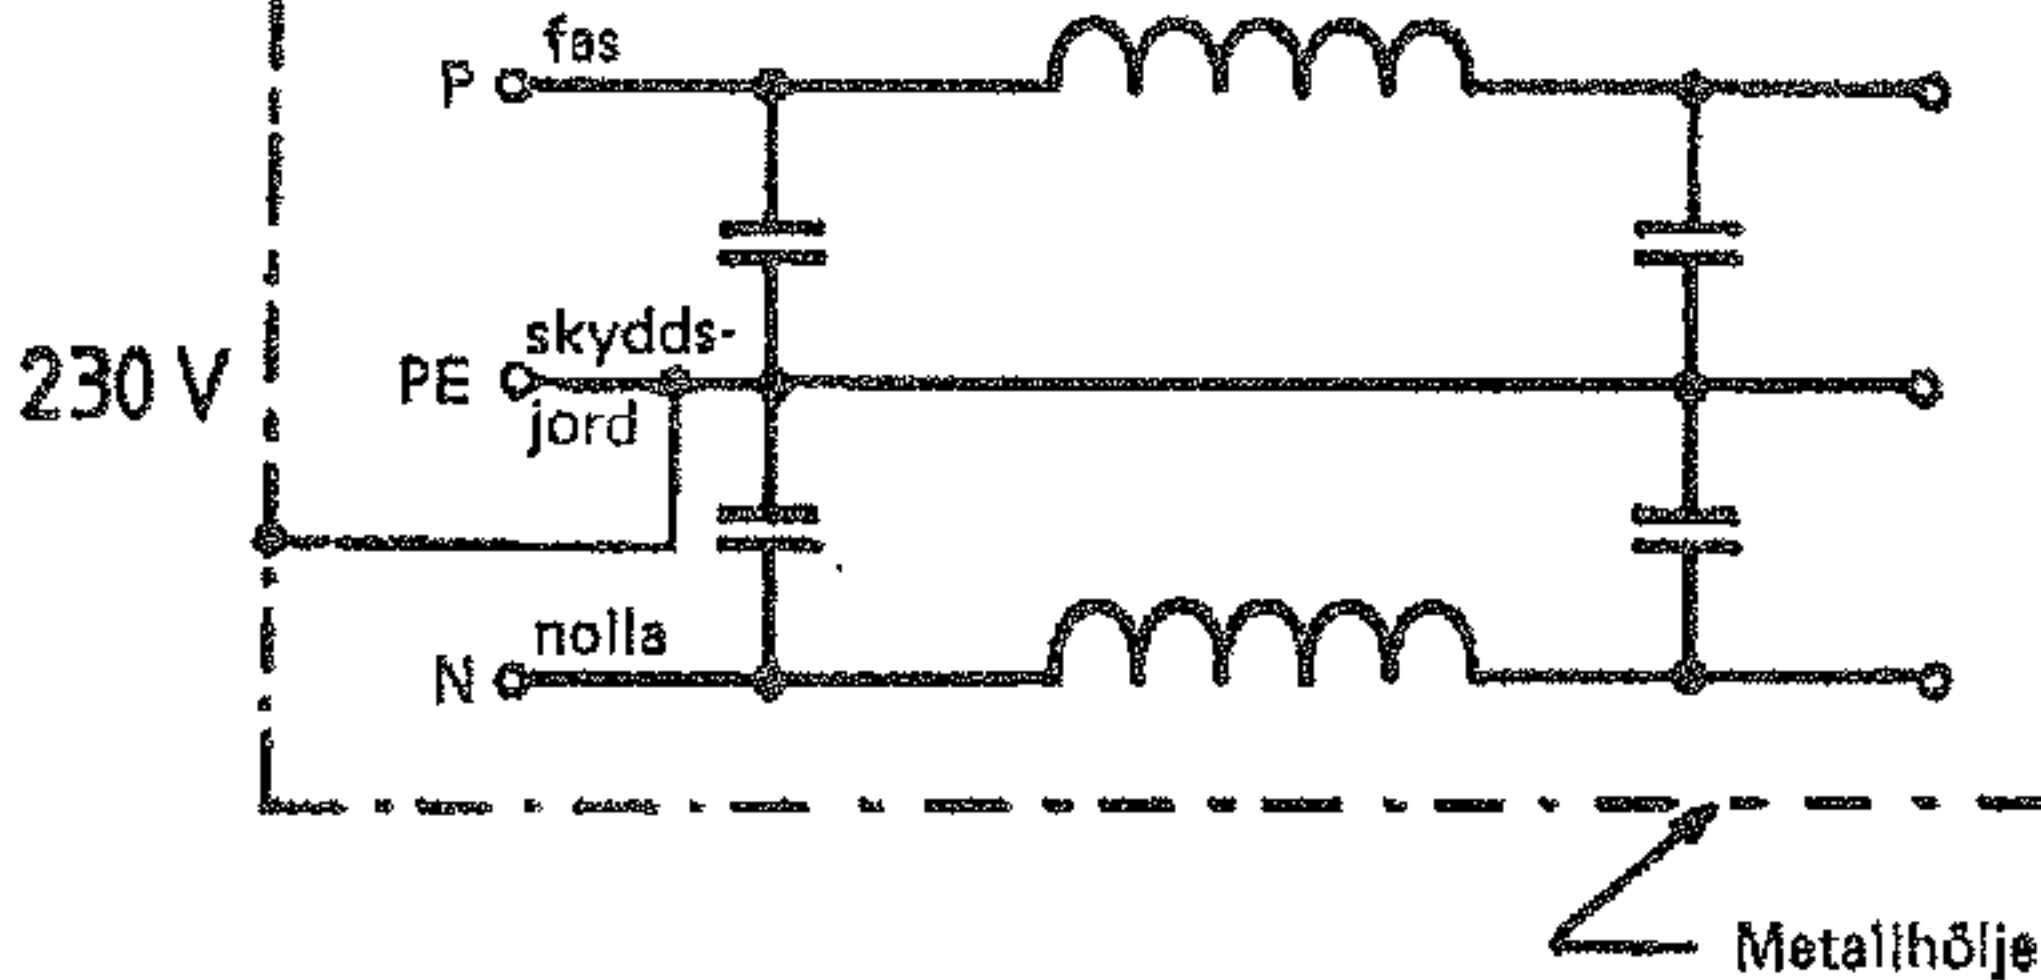 fas
P
230 V
PE
skydds-
jord
nolla
N
Metallhölje